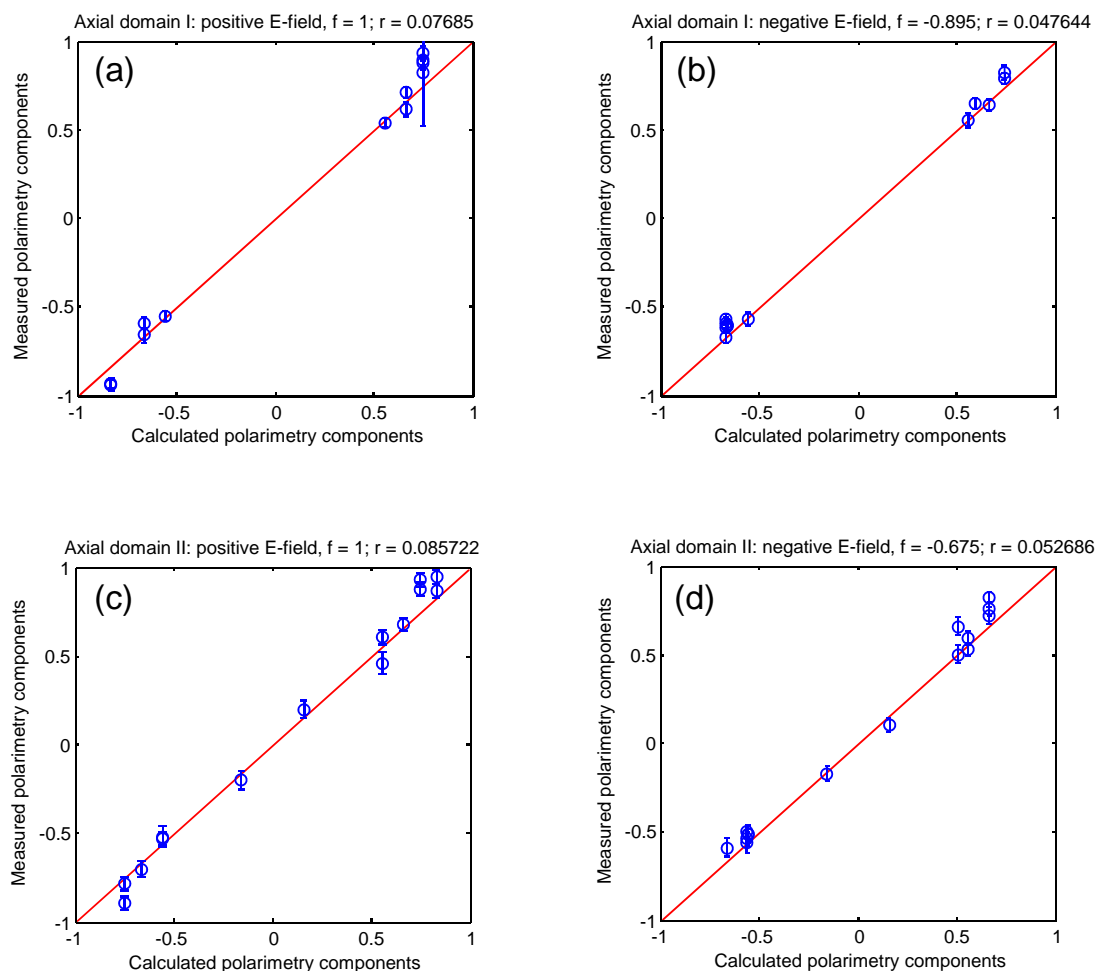 Axial domain I: positive E-field, f = 1; r = 0.07685
(a)
1
0.5
0
-0.5
-1
-1
-0.5
0
0.5
1
Measured polarimetry components
Calculated polarimetry components
Axial domain I: negative E-field, f = -0.895; r = 0.047644
(b)
1
0.5
0
-0.5
-1
-1
-0.5
0
0.5
1
Measured polarimetry components
Calculated polarimetry components
Axial domain II: positive E-field, f = 1; r = 0.085722
(c)
1
0.5
0
-0.5
-1
-1
-0.5
0
0.5
1
Measured polarimetry components
Calculated polarimetry components
Axial domain II: negative E-field, f = -0.675; r = 0.052686
(d)
1
0.5
0
-0.5
-1
-1
-0.5
0
0.5
1
Measured polarimetry components
Calculated polarimetry components